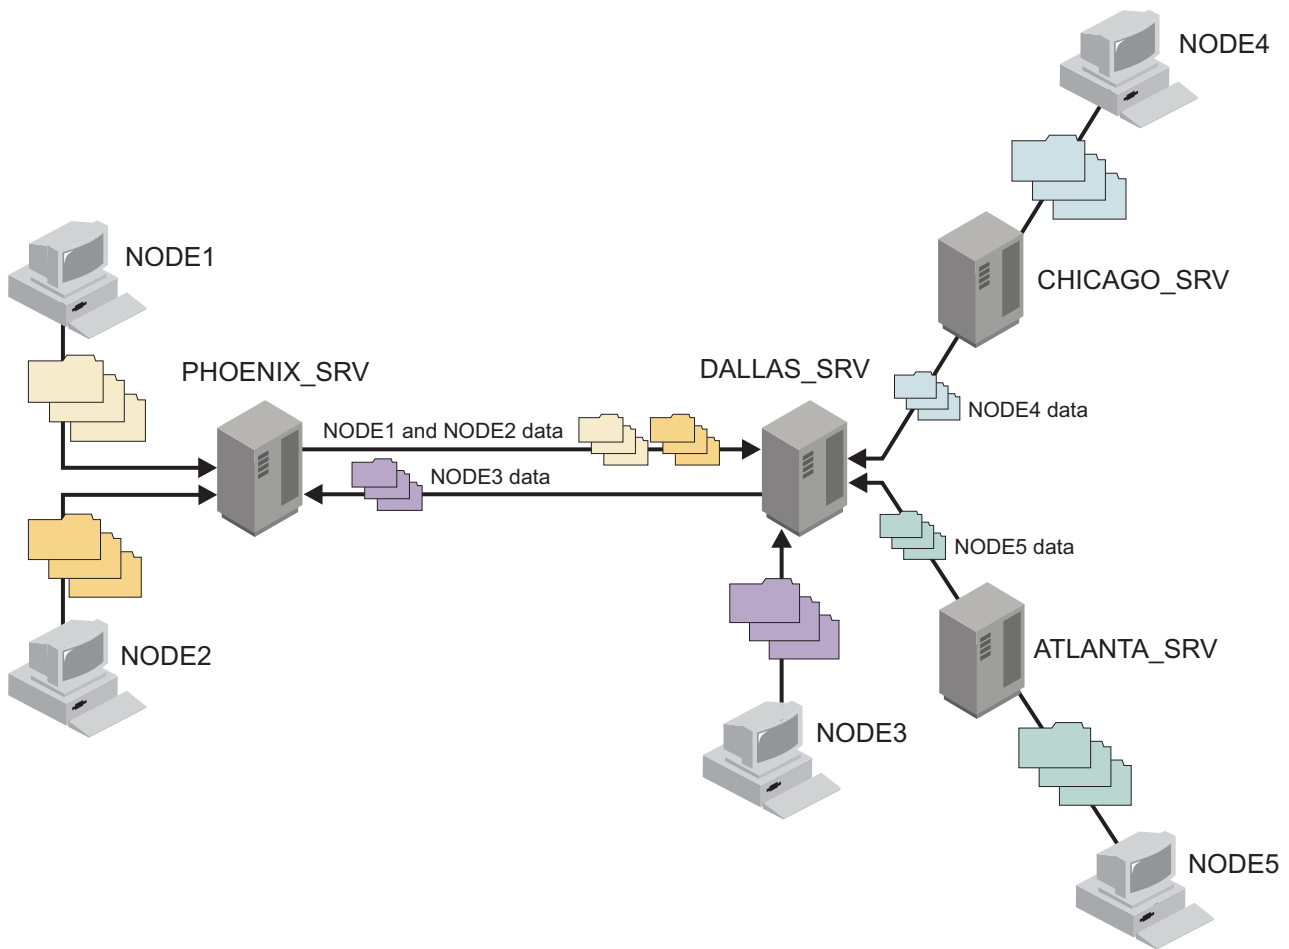 NODE4
NODE1
CHICAGO_SRV
PHOENIX_SRV
DALLAS_SRV
NODE4 data
NODE1 and NODE2 data
NODE3 data
NODE5 data
NODE2
ATLANTA_SRV
NODE3
NODE5